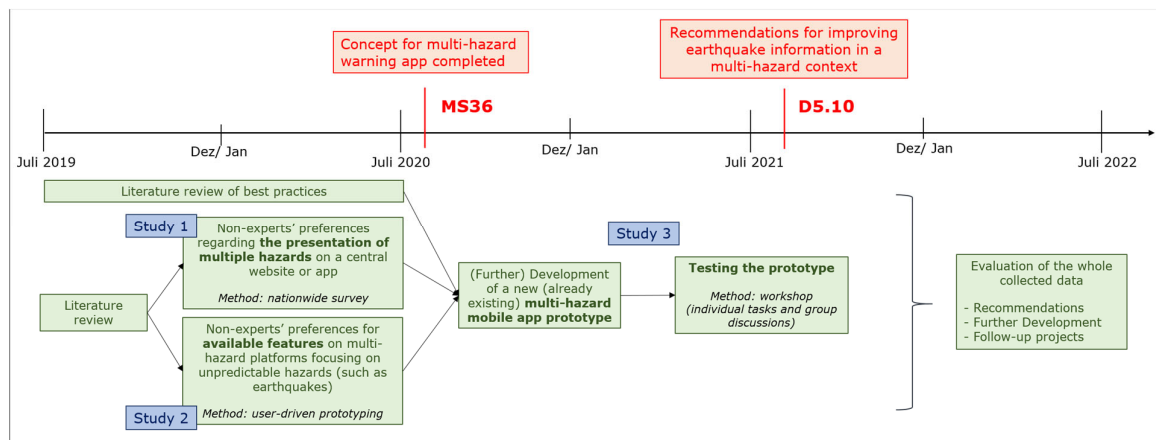 Concept for multi-hazard
warning app completed
Recommendations for improving
earthquake information in a
multi-hazard context
MS36
D5.10
Juli 2019
Dez/ Jan
Juli 2020
Dez/ Jan
Juli 2021
Dez/ Jan
Juli 2022
Literature review of best practices
Study 1
Non-experts’ preferences
regarding the presentation of
multiple hazards on a central
website or app
Method: nationwide survey
Literature
review
Non-experts’ preferences for
available features on multi-
hazard platforms focusing on
unpredictable hazards (such as
earthquakes)
Method: user-driven prototyping
Study 2
(Further) Development
of a new (already
existing) multi-hazard
mobile app prototype
Study 3
Testing the prototype
Method: workshop
(individual tasks and group
discussions)
Evaluation of the whole
collected data
- Recommendations
- Further Development
- Follow-up projects